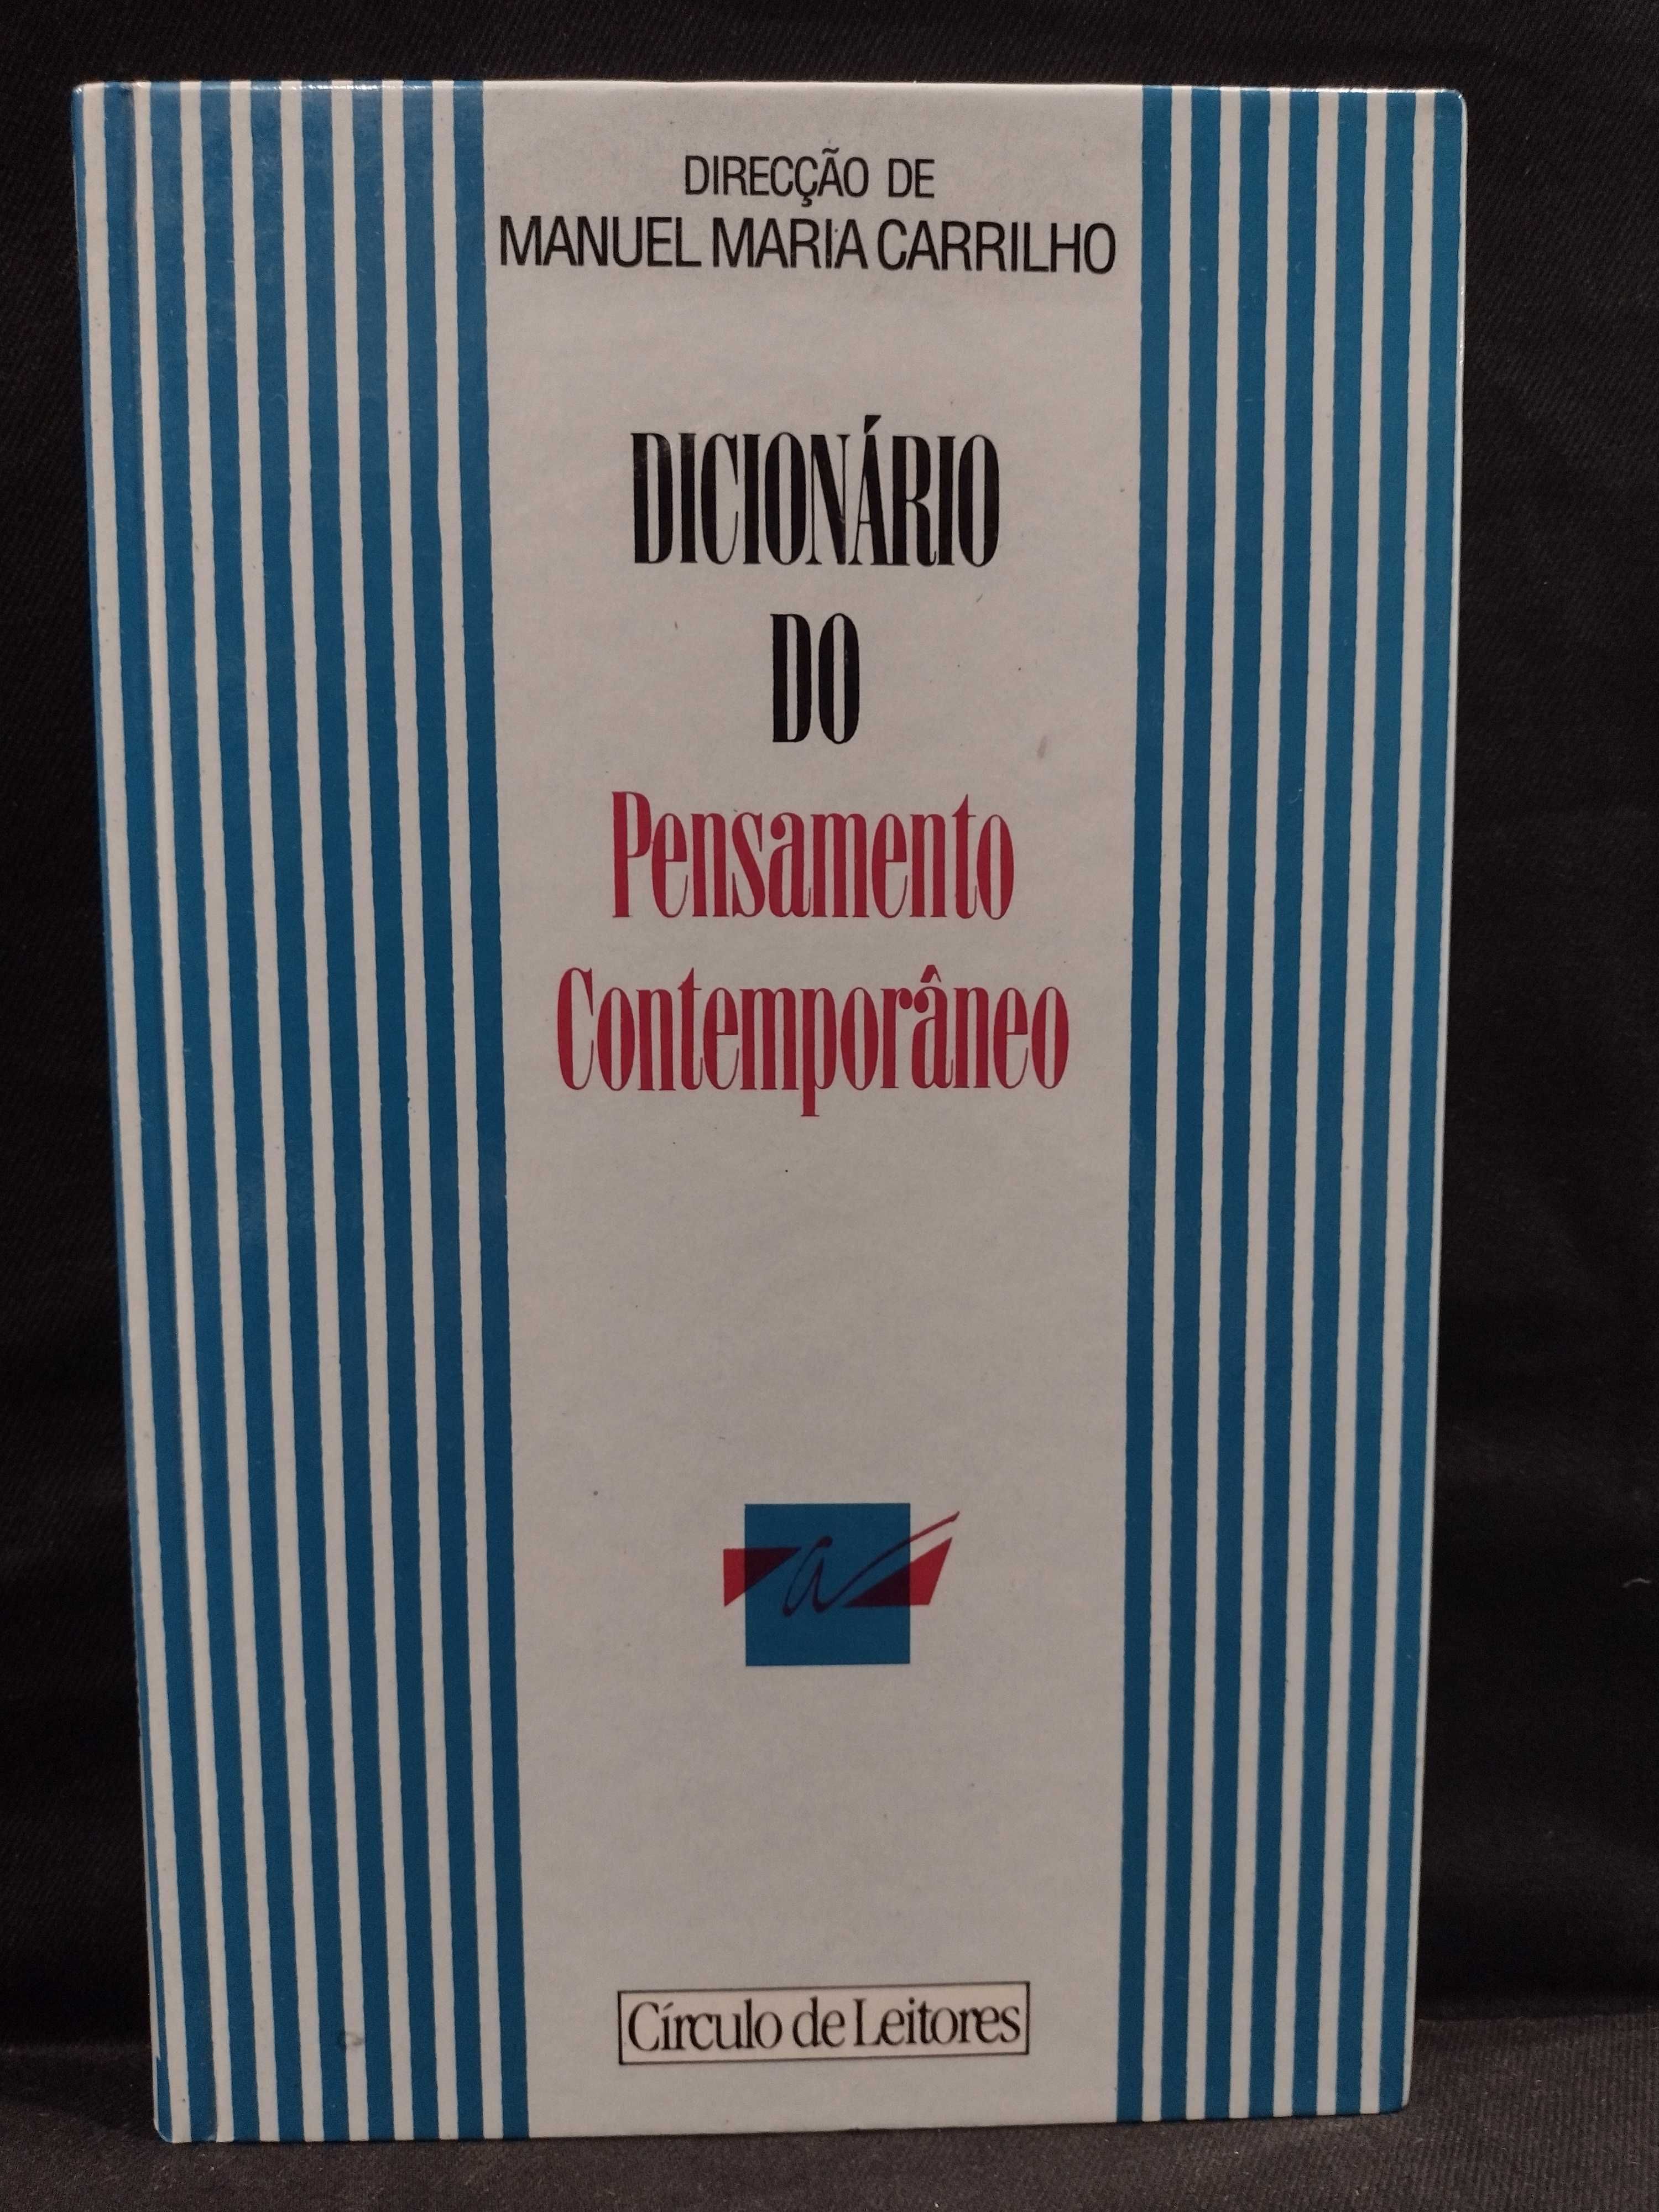 DIRECÇÃO DE
MANUEL MARIA CARRILHO
DICIONÁRIO
DO
Pensamento
Contemporâneo
a
Círculo de Leitores